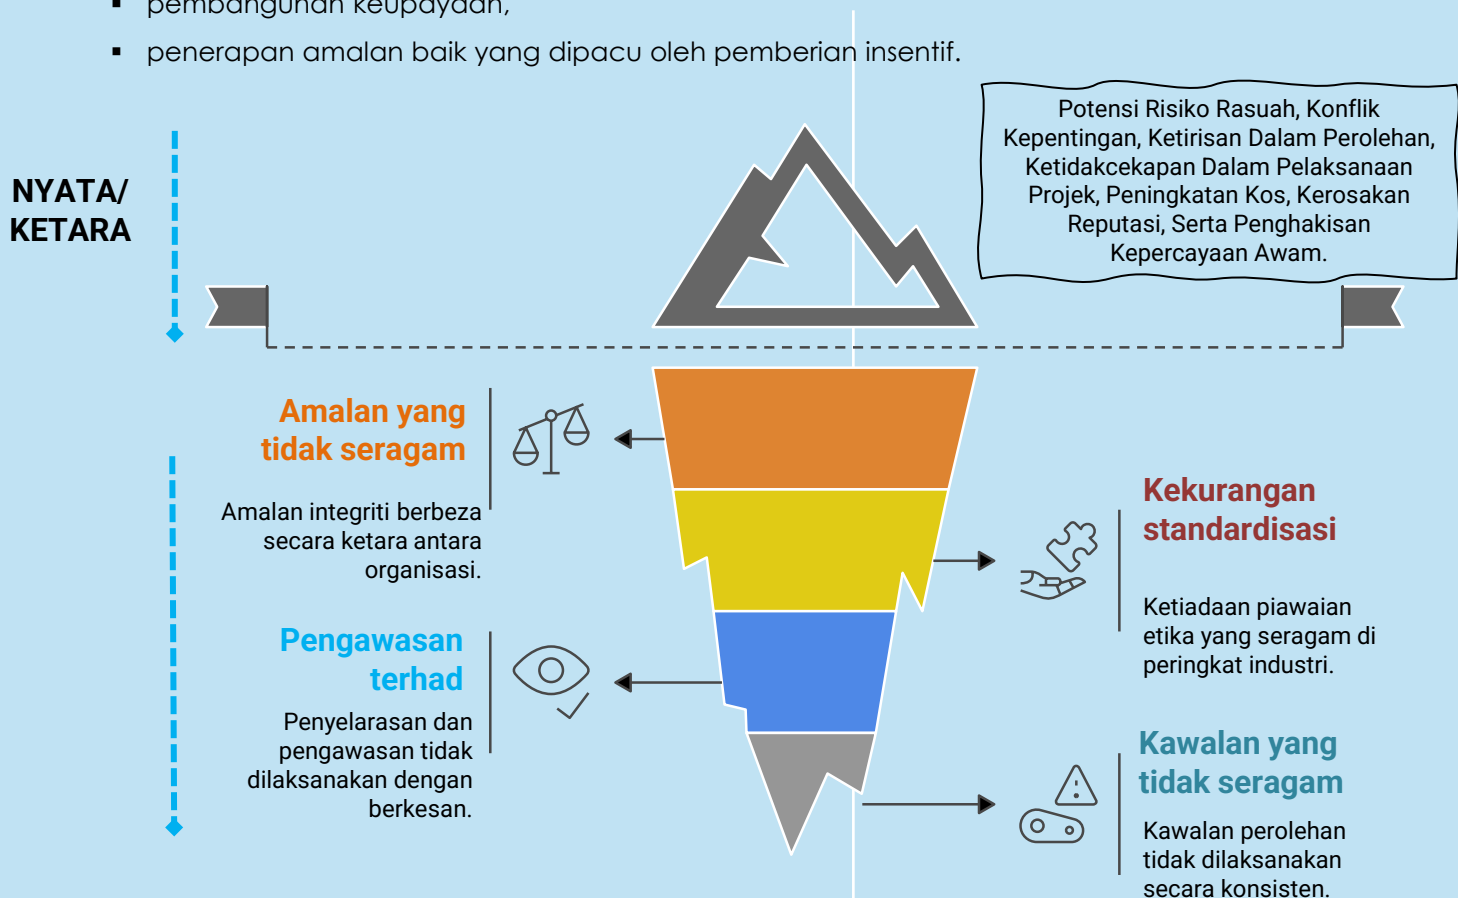 ▪ pembangunan keupayaan,
▪ penerapan amalan baik yang dipacu oleh pemberian insentif.
Potensi Risiko Rasuah, Konflik
Kepentingan, Ketirisan Dalam Perolehan,
Ketidakcekapan Dalam Pelaksanaan
Projek, Peningkatan Kos, Kerosakan
Reputasi, Serta Penghakisan
Kepercayaan Awam.
NYATA/
KETARA
Amalan yang
tidak seragam
Amalan integriti berbeza
secara ketara antara
organisasi.
Kekurangan
standardisasi
Ketiadaan piawaian
etika yang seragam di
peringkat industri.
Pengawasan
terhad
Penyelarasan dan
pengawasan tidak
dilaksanakan dengan
berkesan.
Kawalan yang
tidak seragam
Kawalan perolehan
tidak dilaksanakan
secara konsisten.